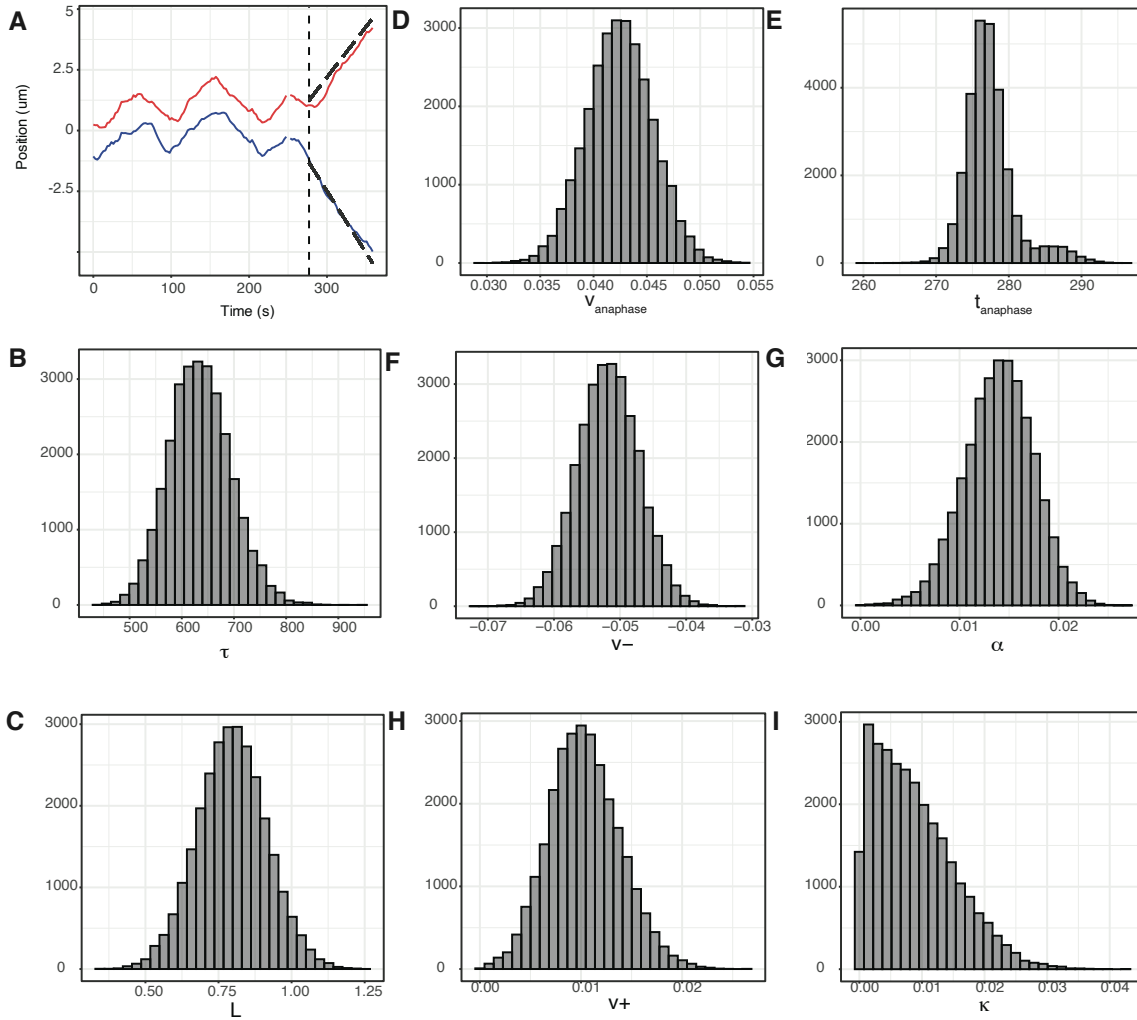 A
5
2.5
0
-2.5
Position (um)
0 100 200 300
Time (s)
D
3000
2000
1000
0
0.030 0.035 0.040 0.045 0.050 0.055
v anaphase
E
4000
2000
0
260 270 280 290
t anaphase
B
3000
2000
1000
0
500 600 700 800 900
τ
F
3000
2000
1000
0
−0.07 −0.06 −0.05 −0.04 −0.03
v−
G
3000
2000
1000
0
0.00 0.01 0.02
α
C
3000
2000
1000
0
0.50 0.75 1.00 1.25
L
H
3000
2000
1000
0
0.00 0.01 0.02
v+
I
3000
2000
1000
0
0.00 0.01 0.02 0.03 0.04
κ